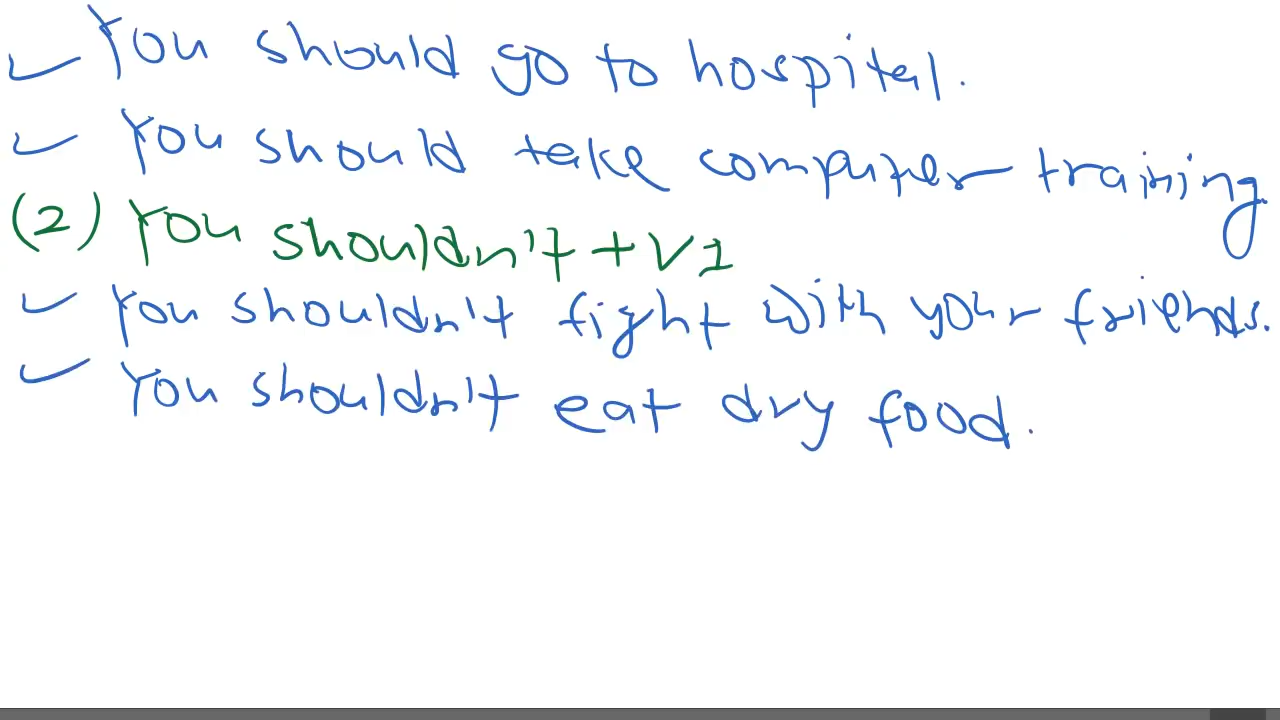 You should go to hospital.
You should take computer training.
(2) You shouldn't + V1
You shouldn't fight with your friends.
You shouldn't eat dry food.